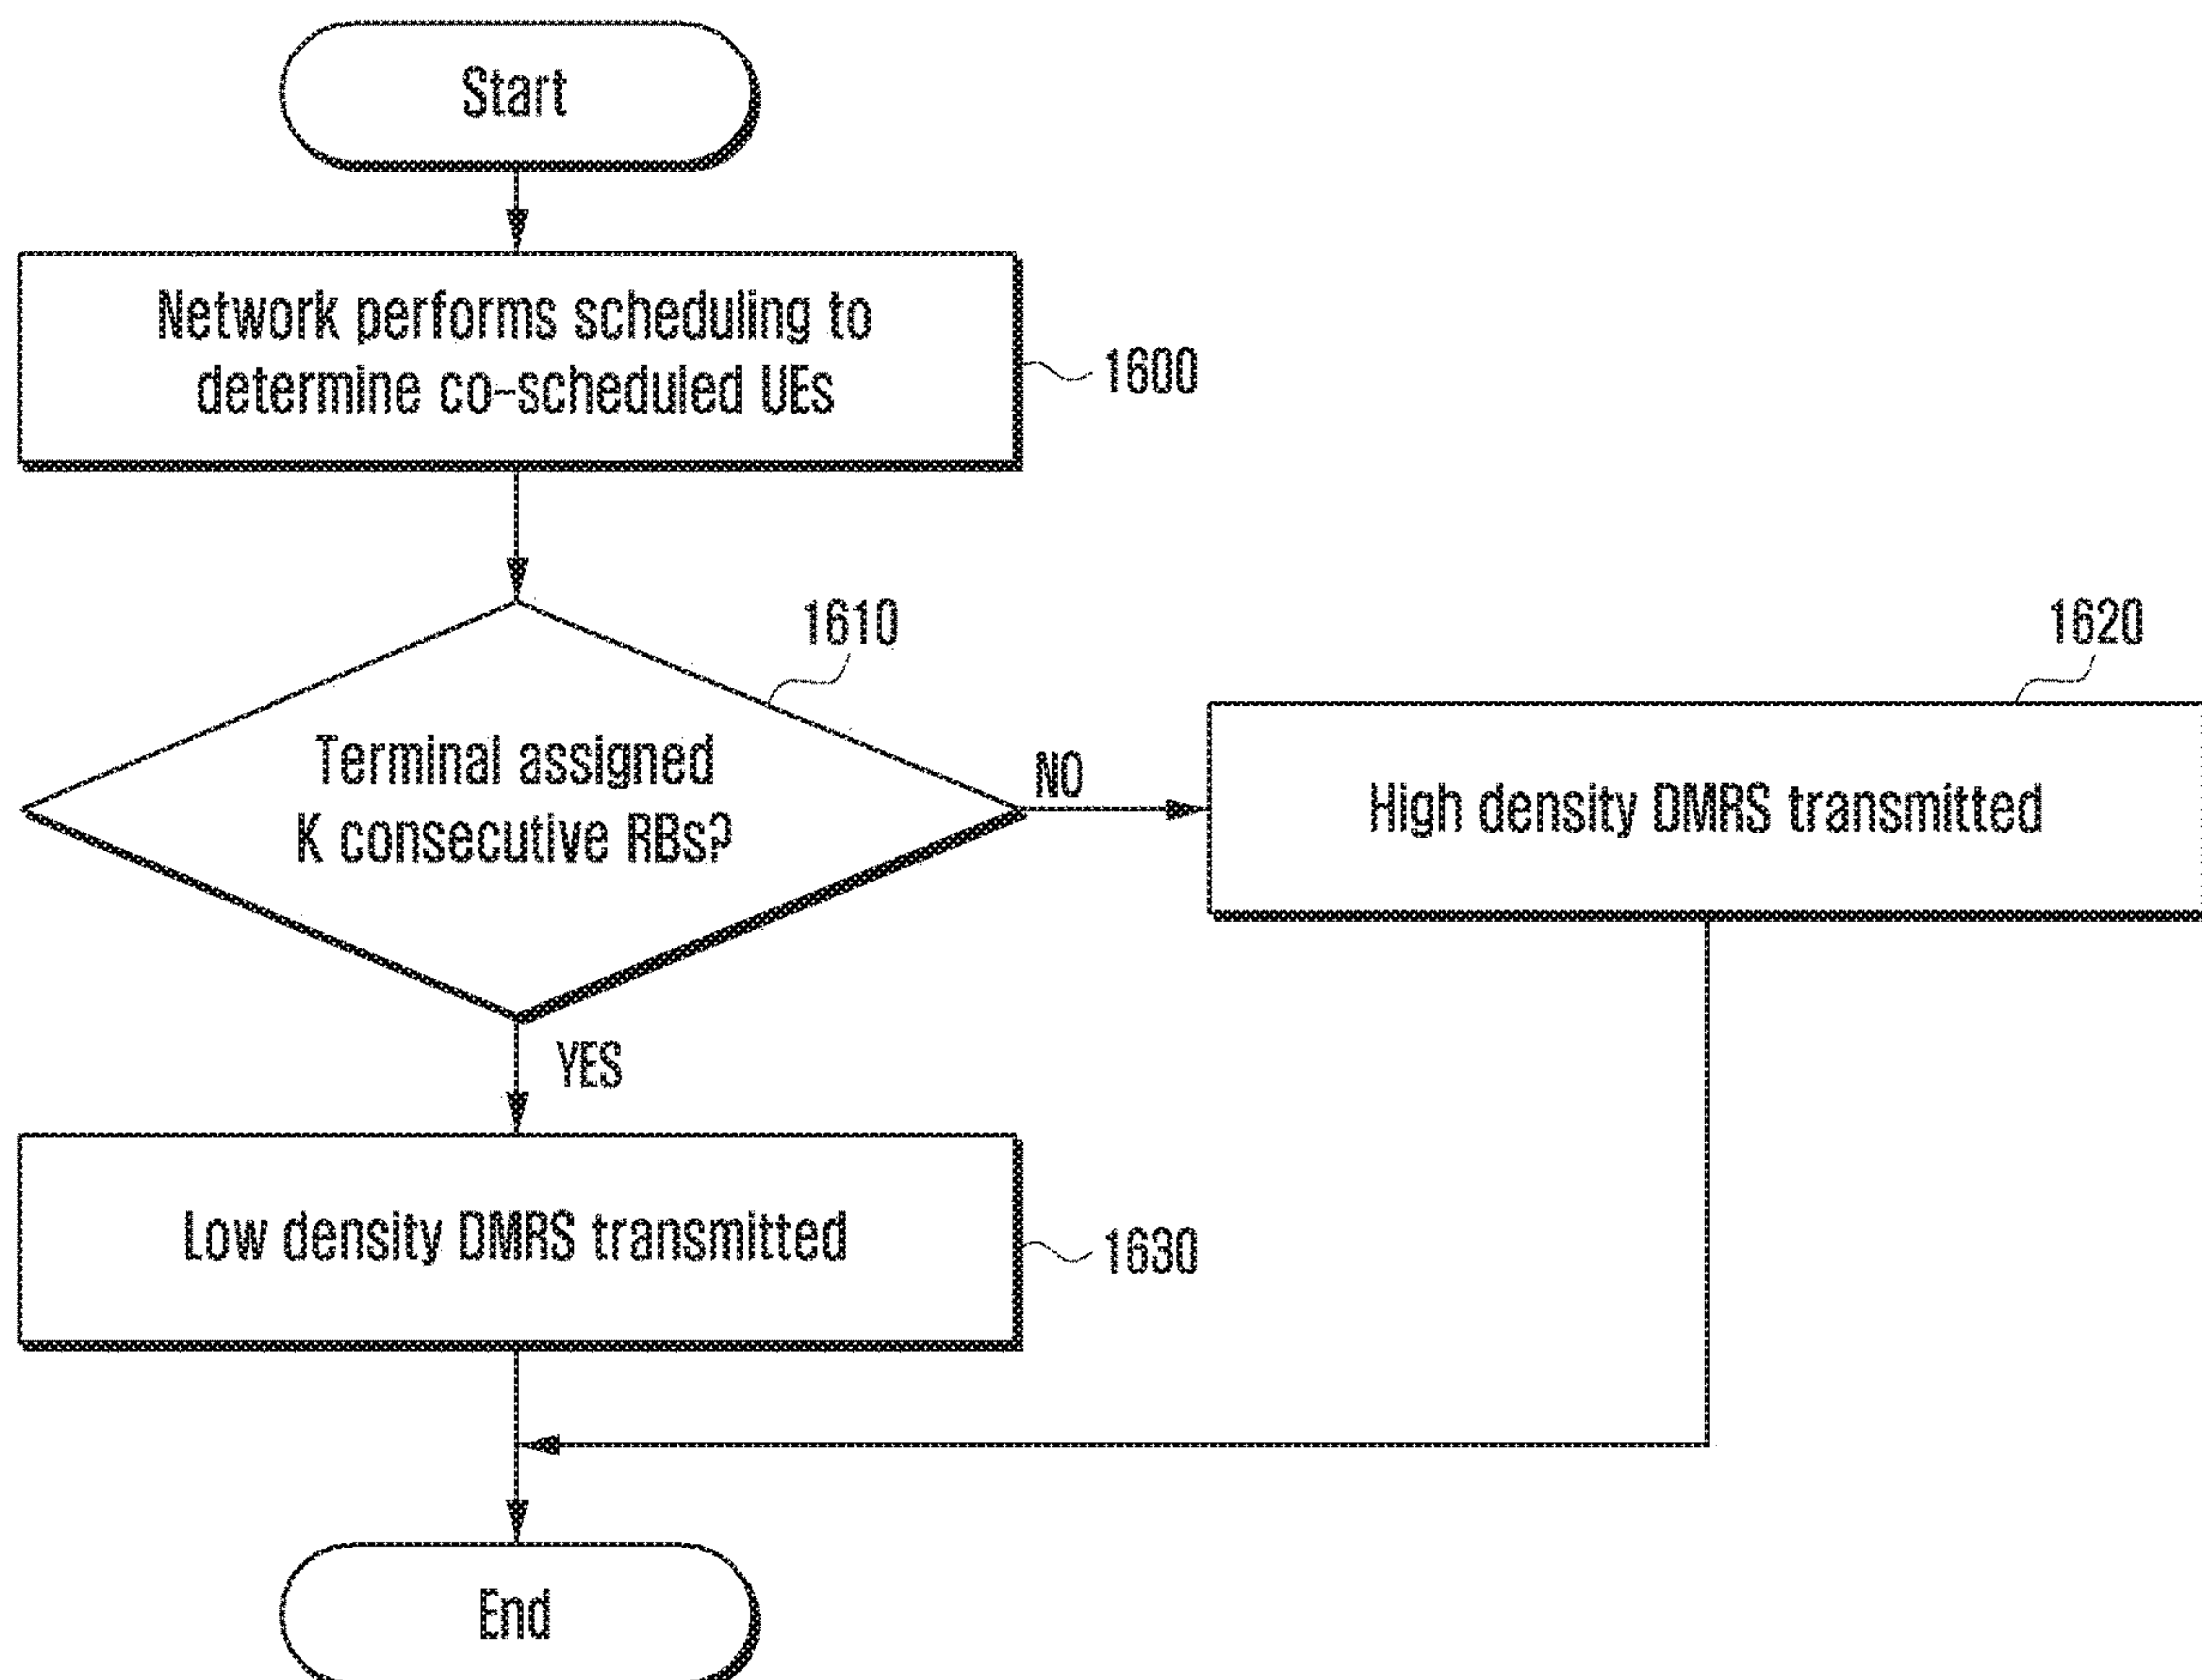 Start
Network performs scheduling to
determine co-scheduled UEs
1600
1610
Terminal assigned
K consecutive RBs?
NO
1620
High density DMRS transmitted
YES
Low density DMRS transmitted
1630
End